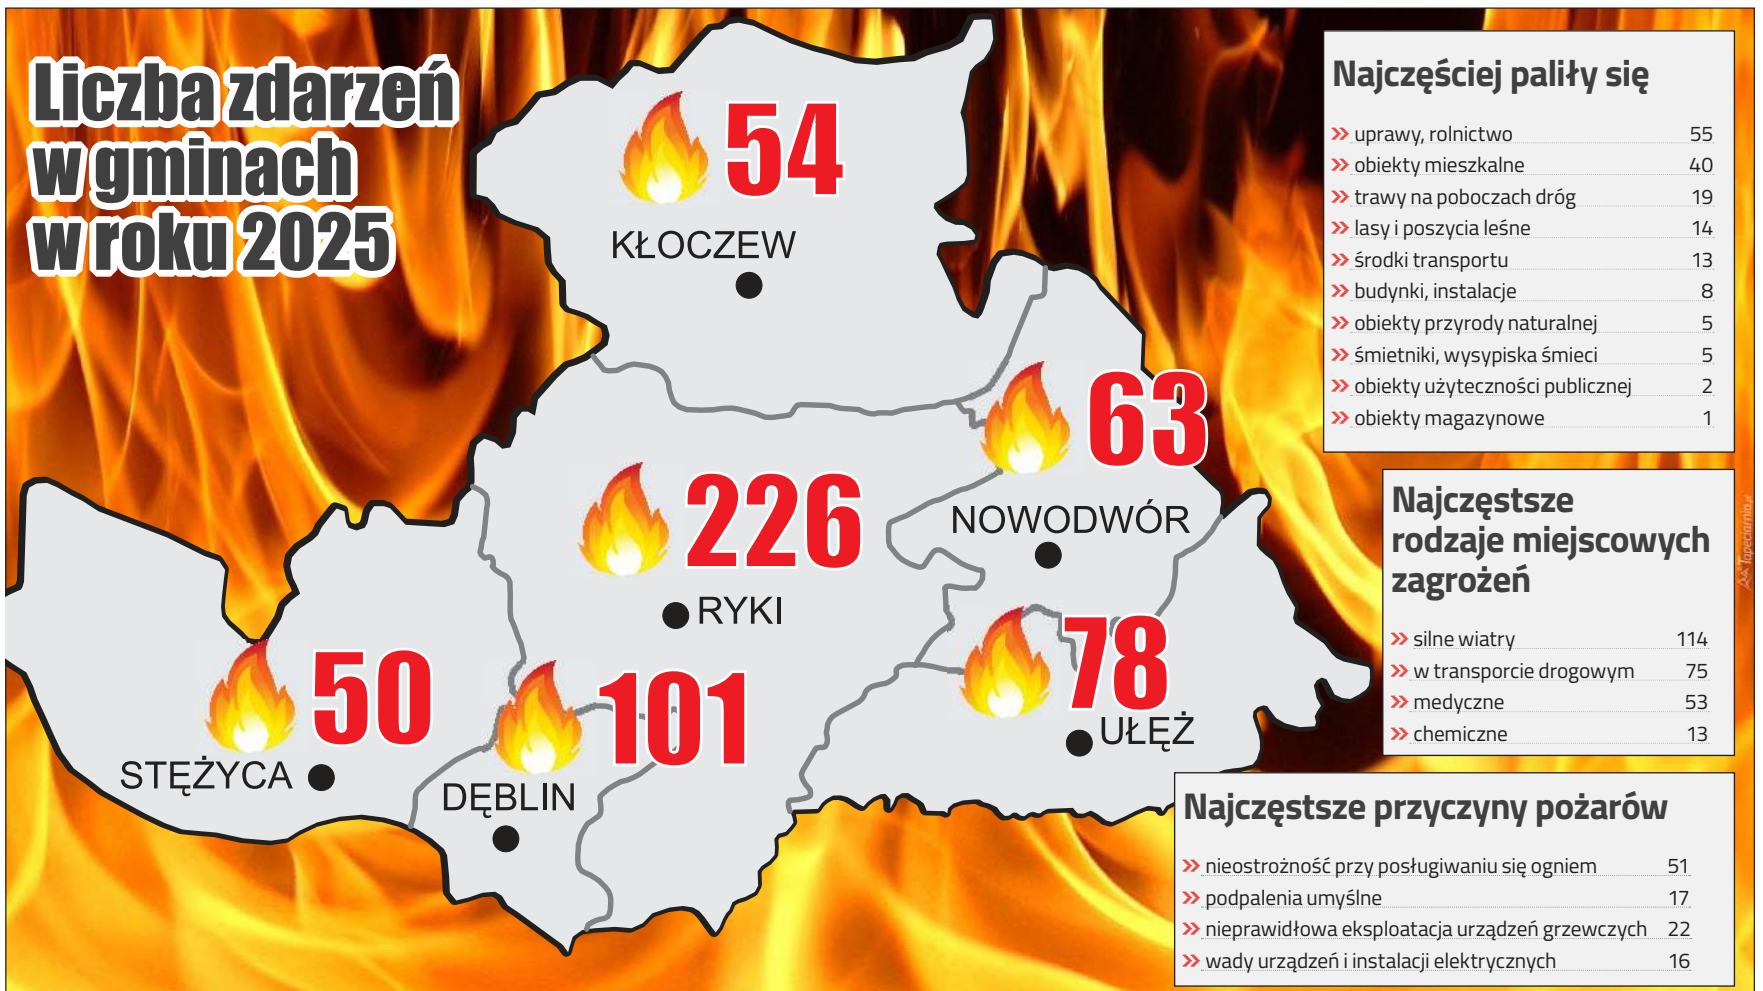 Liczba zdarzeń
w gminach
w roku 2025
54
KŁOCZEW
63
NOWODWÓR
226
RYKI
78
UŁĘŻ
50
STĘŻYCA
101
DĘBLIN
Najczęściej paliły się
» uprawy, rolnictwo 55
» obiekty mieszkalne 40
» trawy na poboczach dróg 19
» lasy i poszycia leśne 14
» środki transportu 13
» budynki, instalacje 8
» obiekty przyrody naturalnej 5
» śmietniki, wysypiska śmieci 5
» obiekty użyteczności publicznej 2
» obiekty magazynowe 1
Najczęstsze
rodzaje miejscowych
zagrożeń
» silne wiatry 114
» w transporcie drogowym 75
» medyczne 53
» chemiczne 13
Najczęstsze przyczyny pożarów
» nieostrożność przy posługiwaniu się ogniem 51
» podpalenia umyślne 17
» nieprawidłowa eksploatacja urządzeń grzewczych 22
» wady urządzeń i instalacji elektrycznych 16
Tapeciarnia.pl